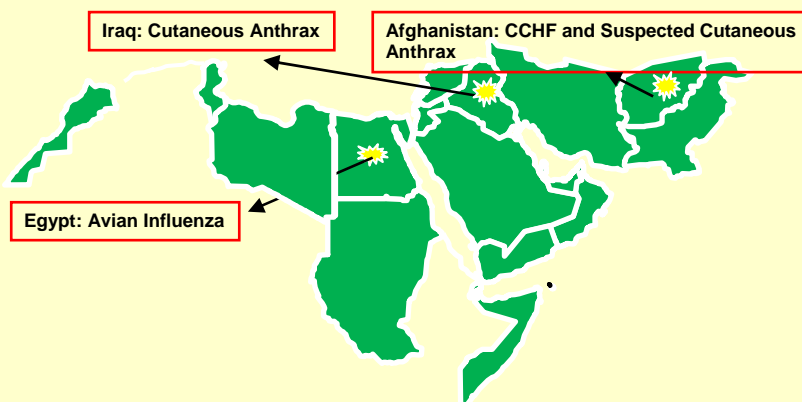 Iraq: Cutaneous Anthrax
Afghanistan: CCHF and Suspected Cutaneous
Anthrax
Egypt: Avian Influenza